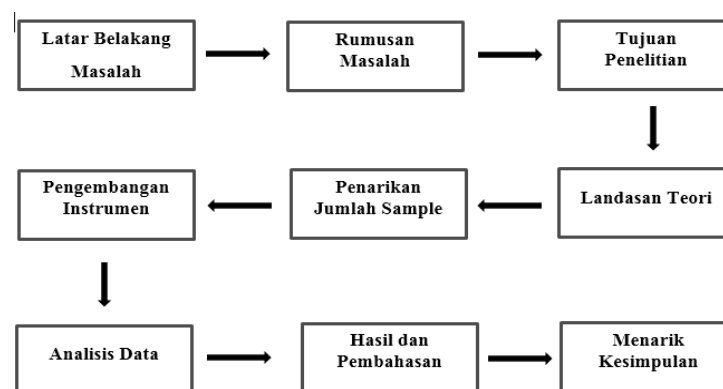 Latar Belakang
Masalah
Rumusan
Masalah
Tujuan
Penelitian
Landasan Teori
Penarikan
Jumlah Sample
Pengembangan
Instrumen
Analisis Data
Hasil dan
Pembahasan
Menarik
Kesimpulan